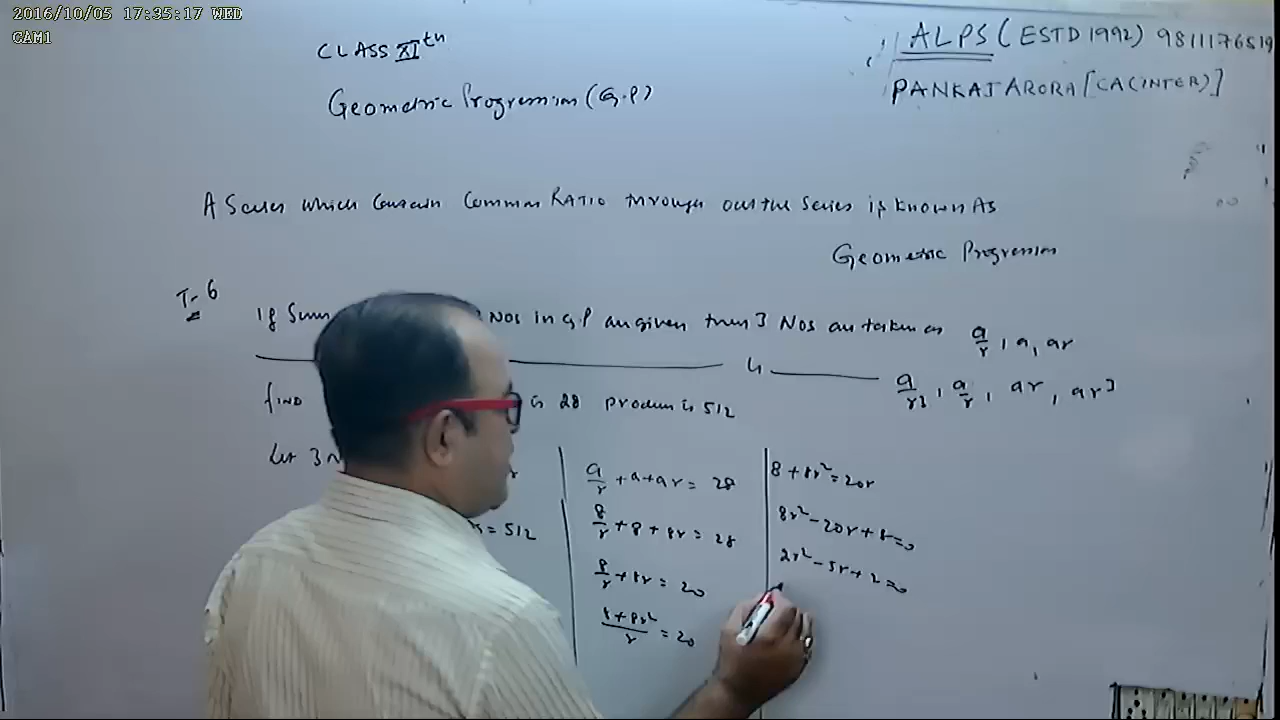 2016/10/05 17:35:17 WED
CAM1
CLASS XIth
ALPS (ESTD 1992) 9811176519
PANKAJ ARORA [CA (INTER)]
Geometric Progression (G.P)
A Series which Contain Common RATIO through out the Series is known As
Geometric Progression
T-6
If Sum Nos in G.P are given then 3 Nos are taken as a/r, a, ar
4 a/r3, a/r, ar, ar3
find is 28 product is 512
Let 3 N
= 512
a/r + a + ar = 28
8/r + 8 + 8r = 28
8/r + 8r = 20
8+8r²/r = 20
8 + 8r² = 20r
8r² - 20r + 8 = 0
2r² - 5r + 2 = 0